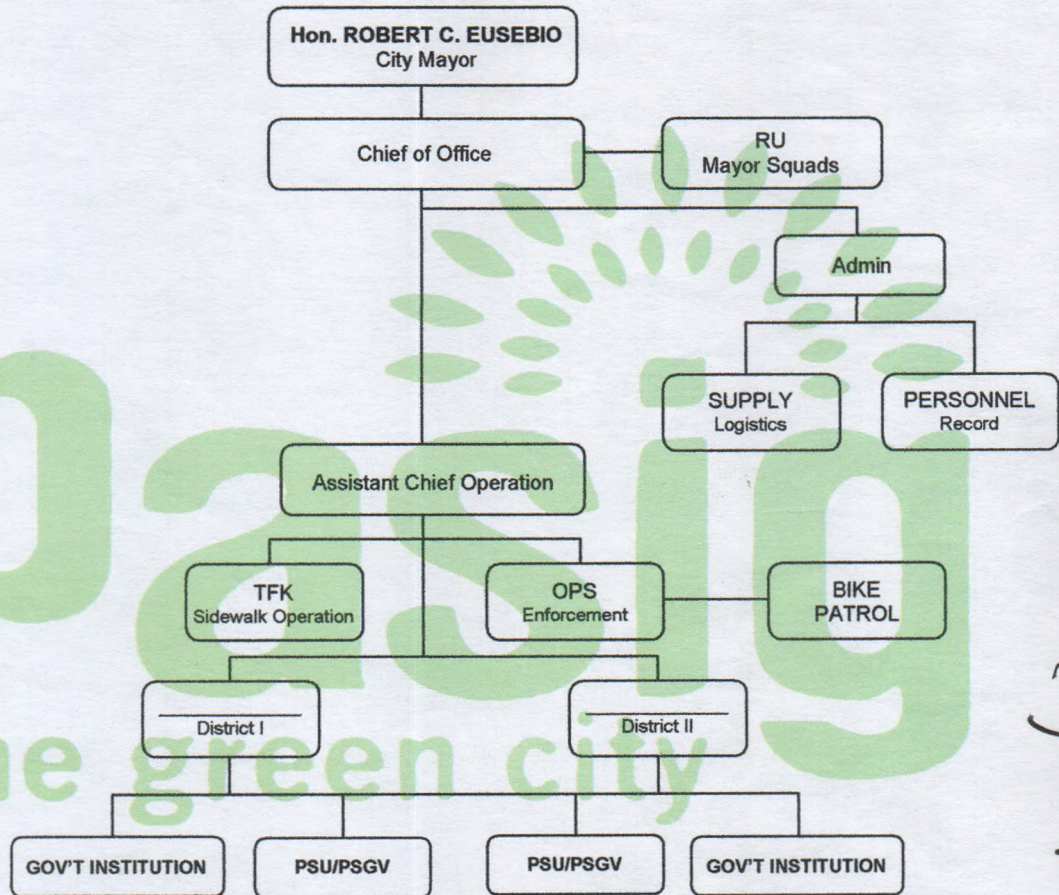 Hon. ROBERT C. EUSEBIO
City Mayor
Chief of Office
RU
Mayor Squads
Admin
SUPPLY
Logistics
PERSONNEL
Record
Assistant Chief Operation
TFK
Sidewalk Operation
OPS
Enforcement
BIKE
PATROL
District I
District II
GOV'T INSTITUTION
PSU/PSGV
PSU/PSGV
GOV'T INSTITUTION
Pasig
green city